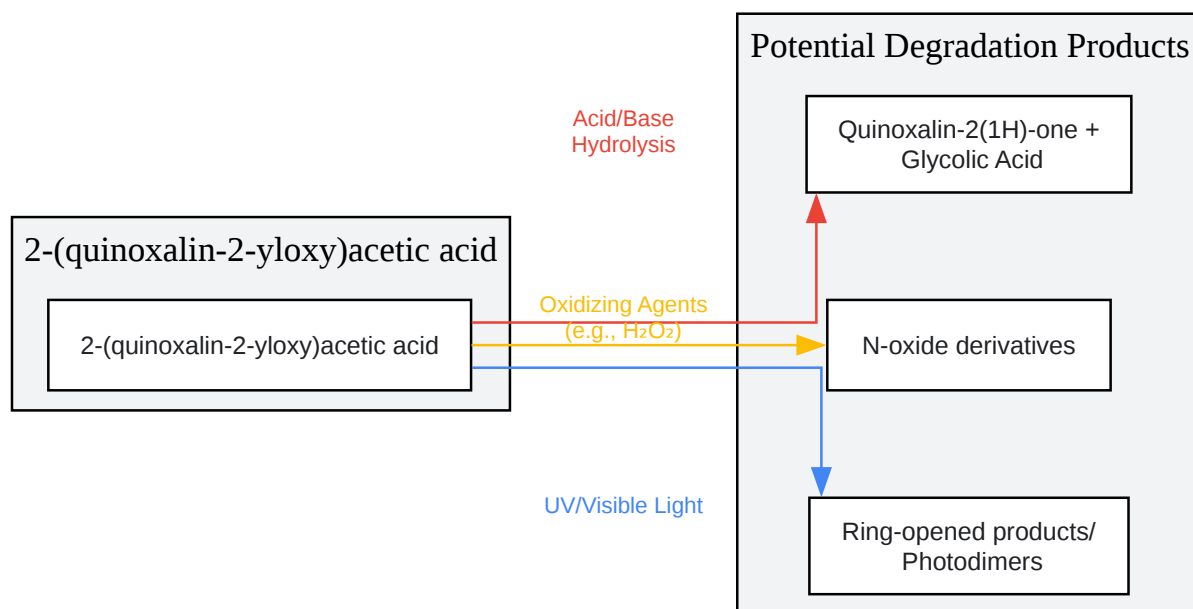 Potential Degradation Products
Acid/Base
Hydrolysis
Quinoxalin-2(1H)-one +
Glycolic Acid
2-(quinoxalin-2-yloxy)acetic acid
2-(quinoxalin-2-yloxy)acetic acid
Oxidizing Agents
(e.g., H₂O₂)
N-oxide derivatives
UV/Visible Light
Ring-opened products/
Photodimers